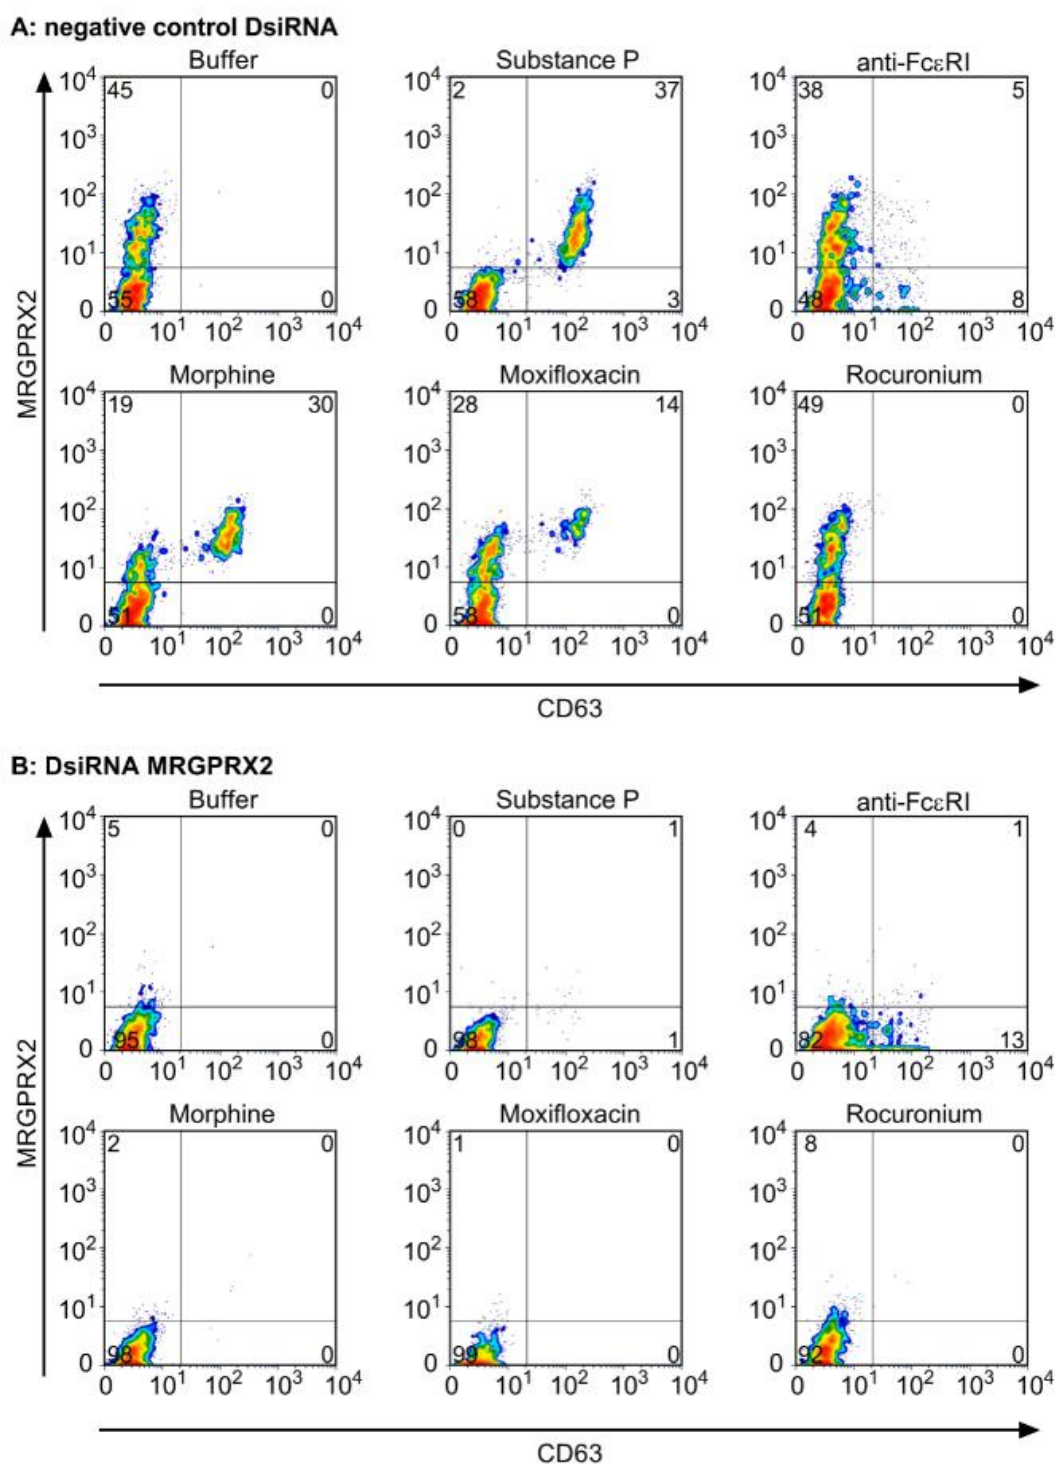 A: negative control DsiRNA
Buffer Substance P anti-FcεRI
10⁴ 45 0 10⁴ 2 37 10⁴ 38 5
10³ 10³ 10³
10² 10² 10²
10¹ 10¹ 10¹
0 55 0 0 58 3 0 48 8
0 10¹ 10² 10³ 10⁴ 0 10¹ 10² 10³ 10⁴ 0 10¹ 10² 10³ 10⁴
Morphine Moxifloxacin Rocuronium
10⁴ 19 30 10⁴ 28 14 10⁴ 49 0
10³ 10³ 10³
10² 10² 10²
10¹ 10¹ 10¹
0 51 0 0 58 0 0 51 0
0 10¹ 10² 10³ 10⁴ 0 10¹ 10² 10³ 10⁴ 0 10¹ 10² 10³ 10⁴
MRGPRX2
CD63
B: DsiRNA MRGPRX2
Buffer Substance P anti-FcεRI
10⁴ 5 0 10⁴ 0 1 10⁴ 4 1
10³ 10³ 10³
10² 10² 10²
10¹ 10¹ 10¹
0 95 0 0 98 1 0 82 13
0 10¹ 10² 10³ 10⁴ 0 10¹ 10² 10³ 10⁴ 0 10¹ 10² 10³ 10⁴
Morphine Moxifloxacin Rocuronium
10⁴ 2 0 10⁴ 1 0 10⁴ 8 0
10³ 10³ 10³
10² 10² 10²
10¹ 10¹ 10¹
0 98 0 0 99 0 0 92 0
0 10¹ 10² 10³ 10⁴ 0 10¹ 10² 10³ 10⁴ 0 10¹ 10² 10³ 10⁴
MRGPRX2
CD63